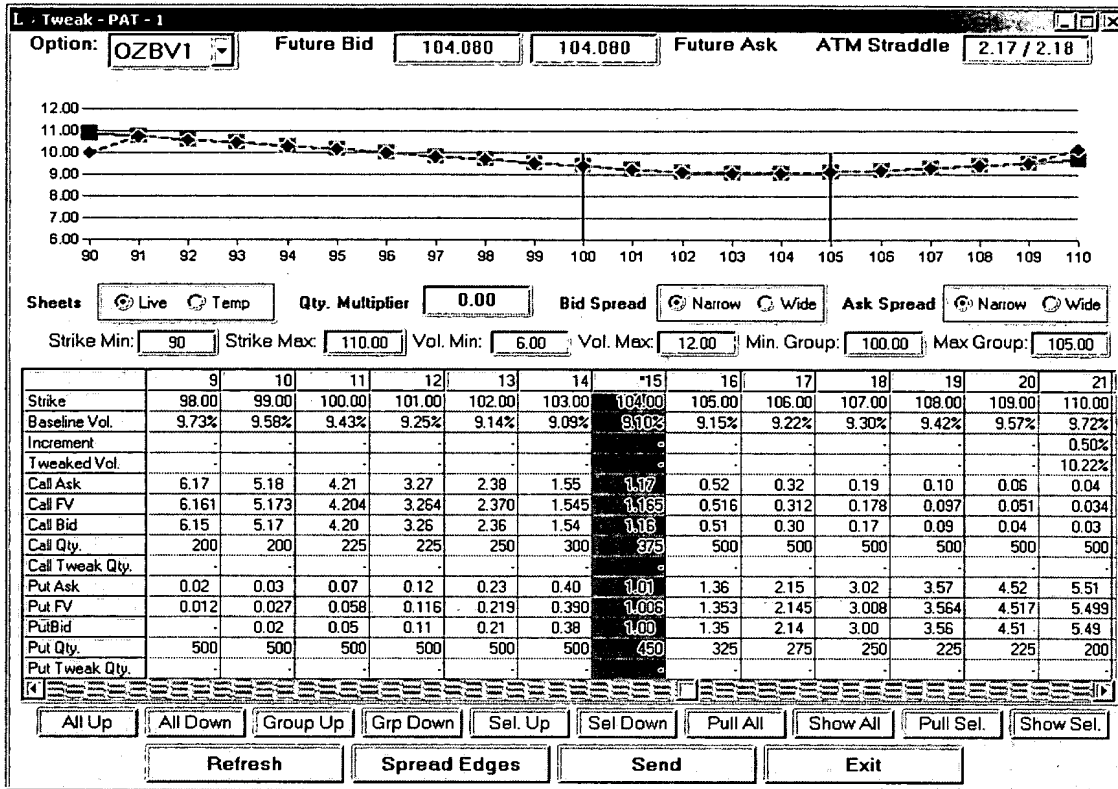 L - Tweak - PAT - 1
Option: OZBV1 Future Bid 104.080 104.080 Future Ask ATM Straddle 2.17 / 2.18
12.00
11.00
10.00
9.00
8.00
7.00
6.00
90 91 92 93 94 95 96 97 98 99 100 101 102 103 104 105 106 107 108 109 110
Sheets Live Temp Qty. Multiplier 0.00 Bid Spread Narrow Wide Ask Spread Narrow Wide
Strike Min: 90 Strike Max: 110.00 Vol. Min: 6.00 Vol. Max: 12.00 Min. Group: 100.00 Max Group: 105.00
9 10 11 12 13 14 *15 16 17 18 19 20 21
Strike 98.00 99.00 100.00 101.00 102.00 103.00 104.00 105.00 106.00 107.00 108.00 109.00 110.00
Baseline Vol. 9.73% 9.58% 9.43% 9.25% 9.14% 9.09% 9.10% 9.15% 9.22% 9.30% 9.42% 9.57% 9.72%
Increment - - - - - - - - - - - - 0.50%
Tweaked Vol. - - - - - - - - - - - - 10.22%
Call Ask 6.17 5.18 4.21 3.27 2.38 1.55 1.17 0.52 0.32 0.19 0.10 0.06 0.04
Call FV 6.161 5.173 4.204 3.264 2.370 1.545 1.165 0.516 0.312 0.178 0.097 0.051 0.034
Call Bid 6.15 5.17 4.20 3.26 2.36 1.54 1.16 0.51 0.30 0.17 0.09 0.04 0.03
Call Qty. 200 200 225 225 250 300 375 500 500 500 500 500 500
Call Tweak Qty. - - - - - - - - - - - - -
Put Ask 0.02 0.03 0.07 0.12 0.23 0.40 1.01 1.36 2.15 3.02 3.57 4.52 5.51
Put FV 0.012 0.027 0.058 0.116 0.219 0.390 1.006 1.353 2.145 3.008 3.564 4.517 5.499
PutBid - 0.02 0.05 0.11 0.21 0.38 1.00 1.35 2.14 3.00 3.56 4.51 5.49
Put Qty. 500 500 500 500 500 500 450 325 275 250 225 225 200
Put Tweak Qty. - - - - - - - - - - - - -
All Up All Down Group Up Grp Down Sel. Up Sel Down Pull All Show All Pull Sel. Show Sel.
Refresh Spread Edges Send Exit